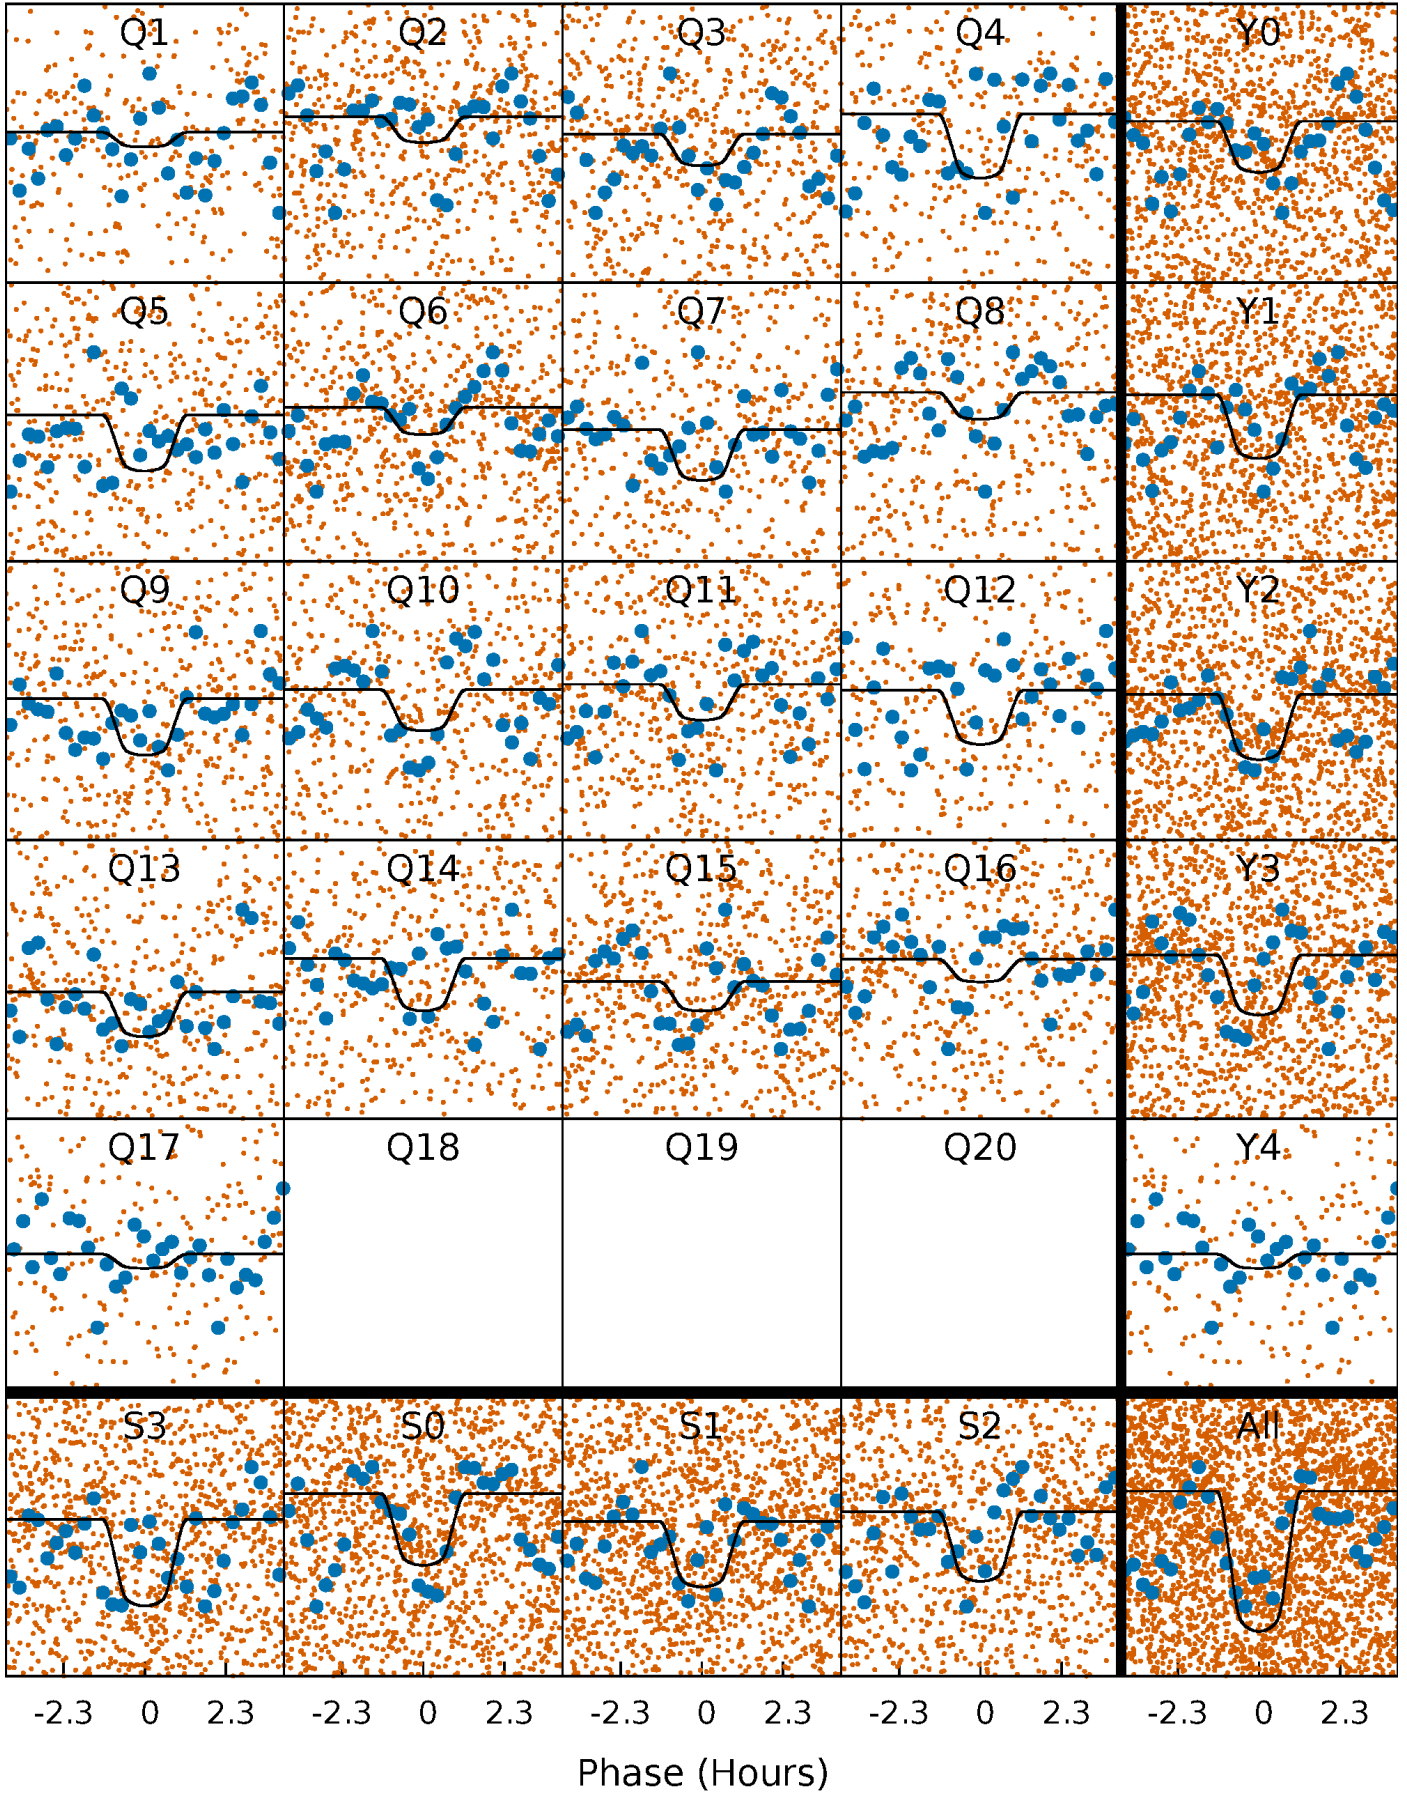 Q1 Q2 Q3 Q4 Y0
Q5 Q6 Q7 Q8 Y1
Q9 Q10 Q11 Q12 Y2
Q13 Q14 Q15 Q16 Y3
Q17 Q18 Q19 Q20 Y4
S3 S0 S1 S2 All
-2.3 0 2.3 -2.3 0 2.3 -2.3 0 2.3 -2.3 0 2.3 -2.3 0 2.3
Phase (Hours)